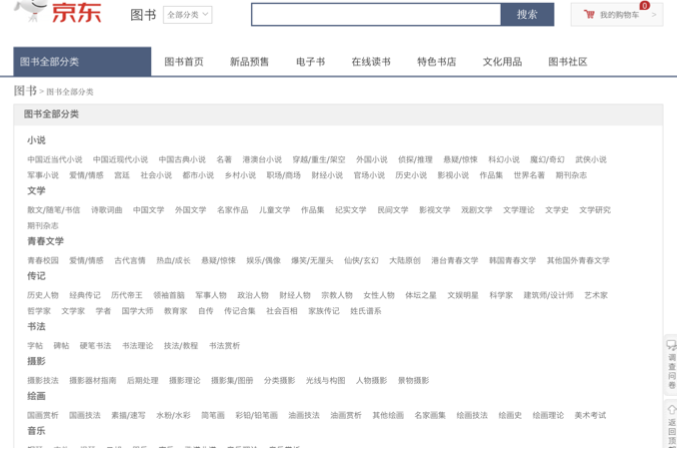 京东
图书 全部分类 搜索 我的购物车 0 >
图书全部分类 图书首页 新品预售 电子书 在线读书 特色书店 文化用品 图书社区
图书 > 图书全部分类
图书全部分类
小说
中国近当代小说 中国近现代小说 中国古典小说 名著 港澳台小说 穿越/重生/架空 外国小说 侦探/推理 悬疑/惊悚 科幻小说 魔幻/奇幻 武侠小说
军事小说 爱情/情感 宫廷 社会小说 都市小说 乡村小说 职场/商场 财经小说 官场小说 历史小说 影视小说 作品集 世界名著 期刊杂志
文学
散文/随笔/书信 诗歌词曲 中国文学 外国文学 名家作品 儿童文学 作品集 纪实文学 民间文学 影视文学 戏剧文学 文学理论 文学史 文学研究
期刊杂志
青春文学
青春校园 爱情/情感 古代言情 热血/成长 悬疑/惊悚 娱乐/偶像 爆笑/无厘头 仙侠/玄幻 大陆原创 港台青春文学 韩国青春文学 其他国外青春文学
传记
历史人物 经典传记 历代帝王 领袖首脑 军事人物 政治人物 财经人物 宗教人物 女性人物 体坛之星 文娱明星 科学家 建筑师/设计师 艺术家
哲学家 文学家 学者 国学大师 教育家 自传 传记合集 社会百相 家族传记 姓氏谱系
书法
字帖 碑帖 硬笔书法 书法理论 技法/教程 书法赏析
摄影
摄影技法 摄影器材指南 后期处理 摄影理论 摄影集/图册 分类摄影 光线与构图 人物摄影 景物摄影
绘画
国画赏析 国画技法 素描/速写 水粉/水彩 简笔画 彩铅/铅笔画 油画技法 油画赏析 其他绘画 名家画集 绘画技法 绘画史 绘画理论 美术考试
音乐
调查问卷
返回顶